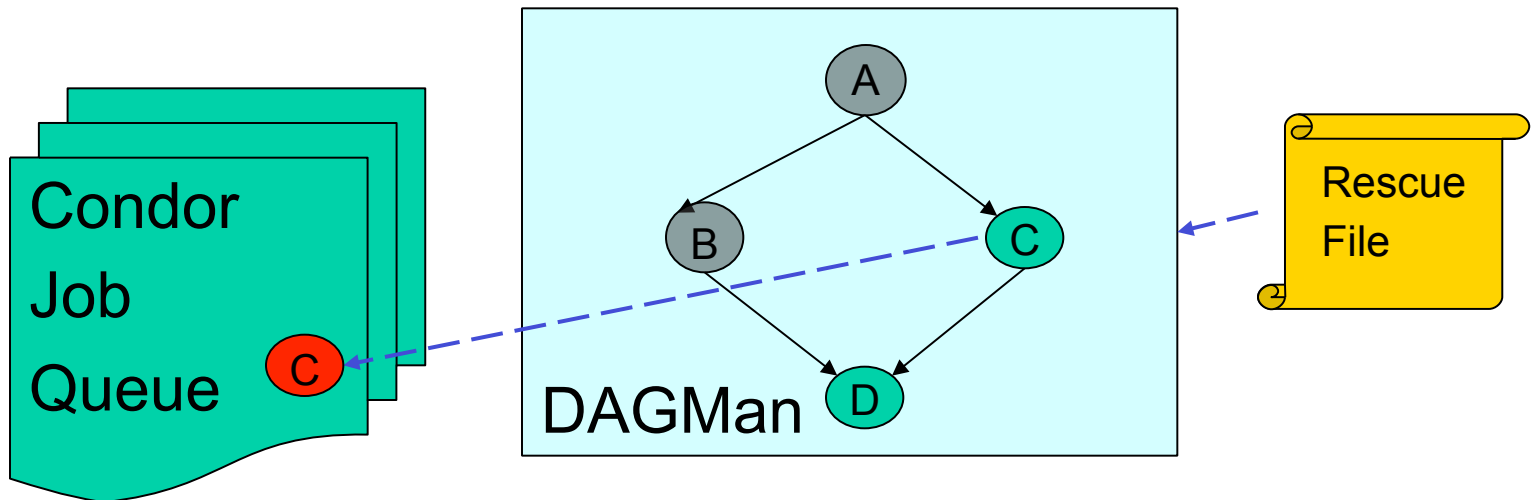 Condor
Job
Queue
C
A
B
C
D
DAGMan
Rescue
File